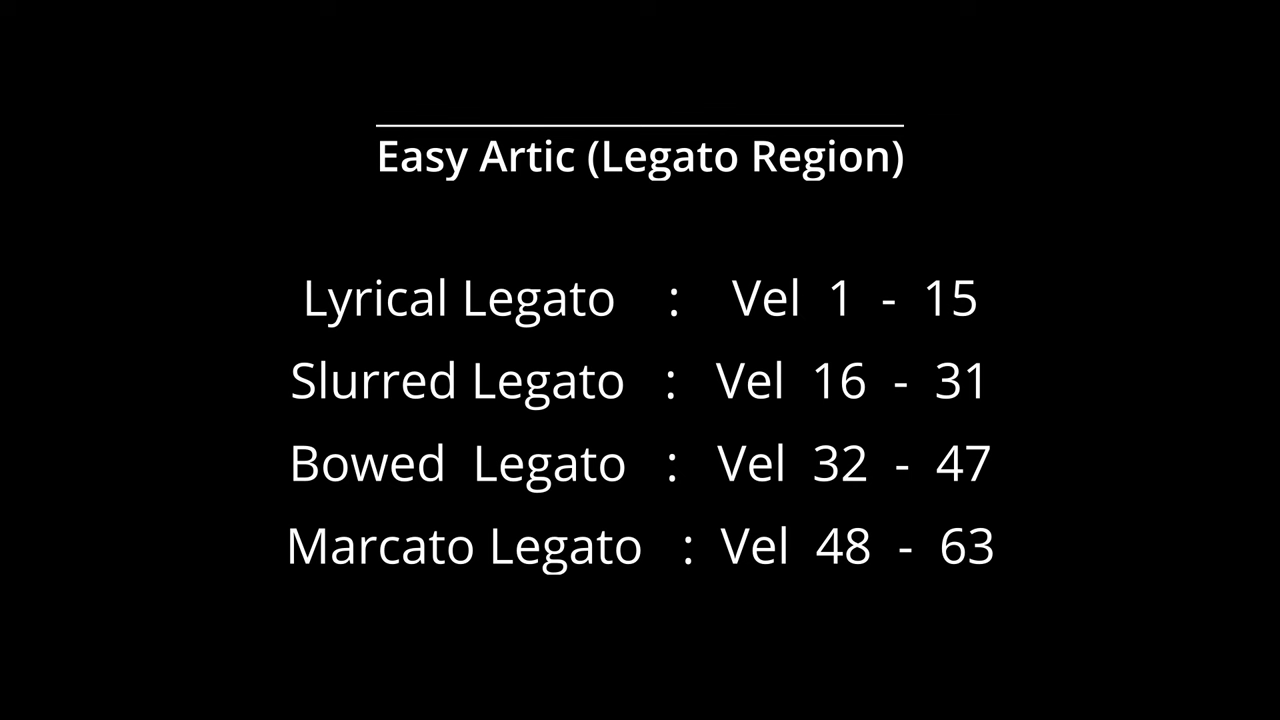 Easy Artic (Legato Region)
Lyrical Legato : Vel 1 - 15
Slurred Legato : Vel 16 - 31
Bowed Legato : Vel 32 - 47
Marcato Legato : Vel 48 - 63